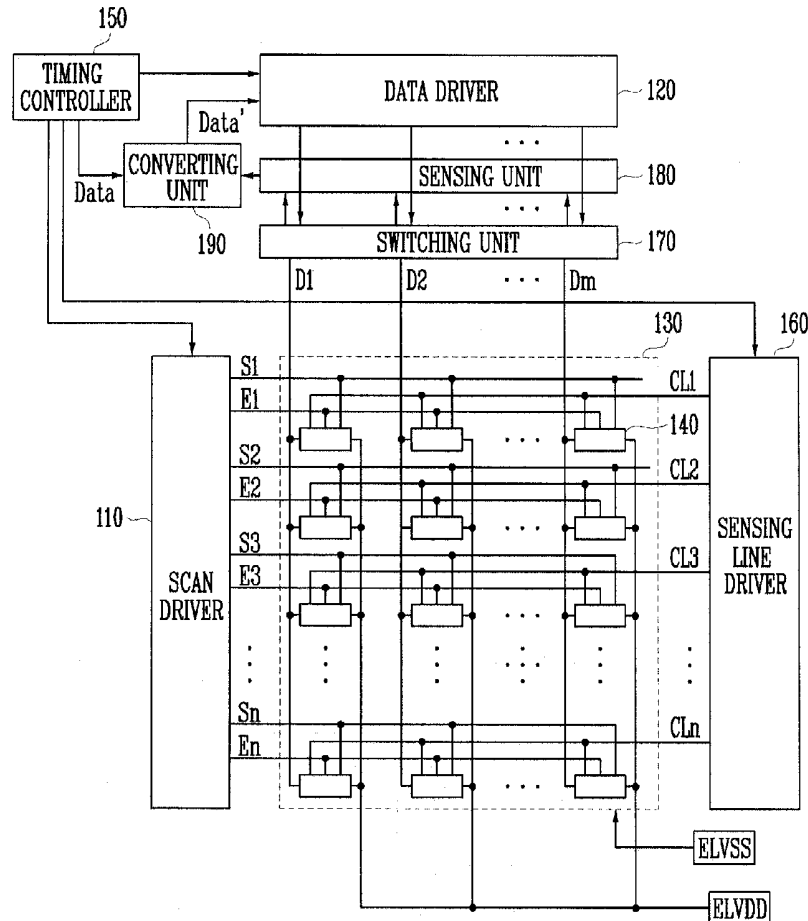 150
TIMING
CONTROLLER
DATA DRIVER
120
Data'
Data
CONVERTING
UNIT
190
SENSING UNIT
180
SWITCHING UNIT
170
D1 D2 Dm
130
160
S1 CL1
E1
140
S2 CL2
E2
110
S3 CL3
E3
SCAN
DRIVER
SENSING
LINE
DRIVER
Sn CLn
En
ELVSS
ELVDD